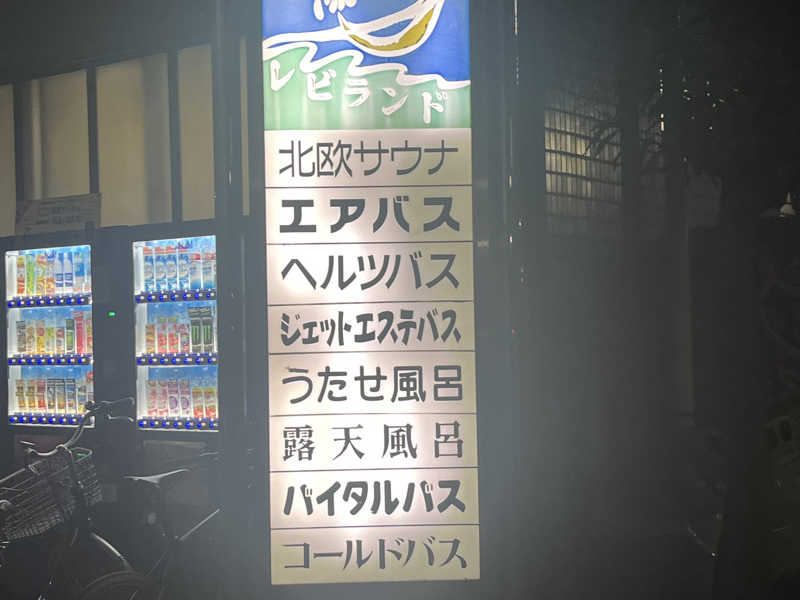 レビランド
北欧サウナ
エアバス
ヘルツバス
ジェットエステバス
うたせ風呂
露天風呂
バイタルバス
コールドバス